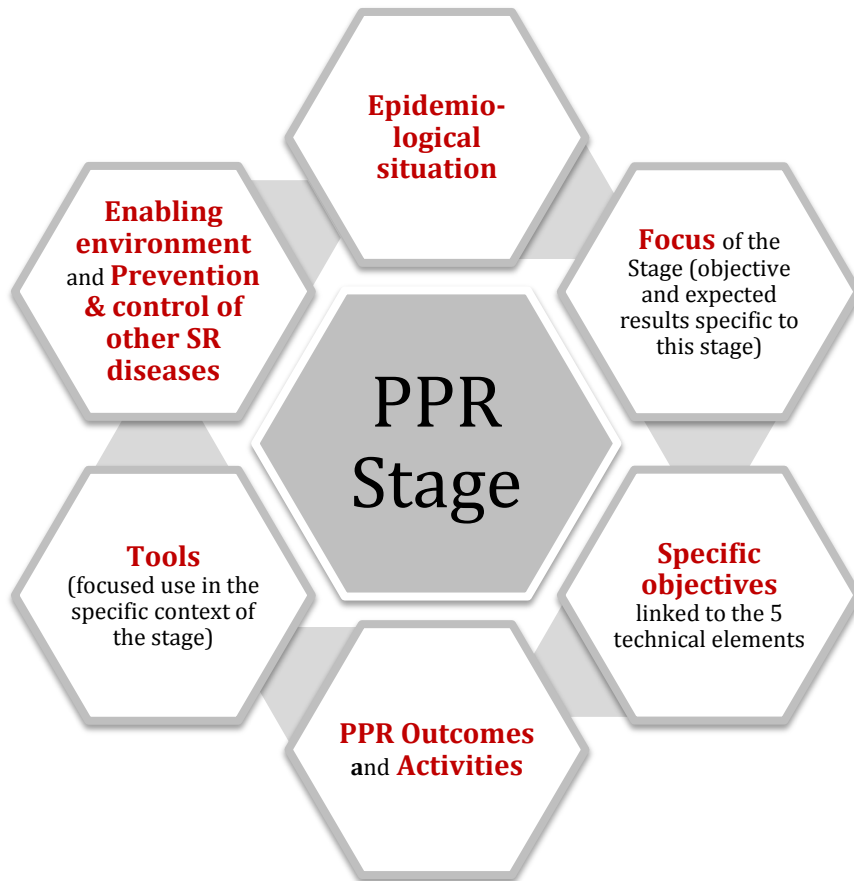 Epidemio-
logical
situation
Focus of the
Stage (objective
and expected
results specific to
this stage)
Specific
objectives
linked to the 5
technical elements
PPR Outcomes
and Activities
Tools
(focused use in the
specific context of
the stage)
Enabling
environment
and Prevention
& control of
other SR
diseases
PPR
Stage